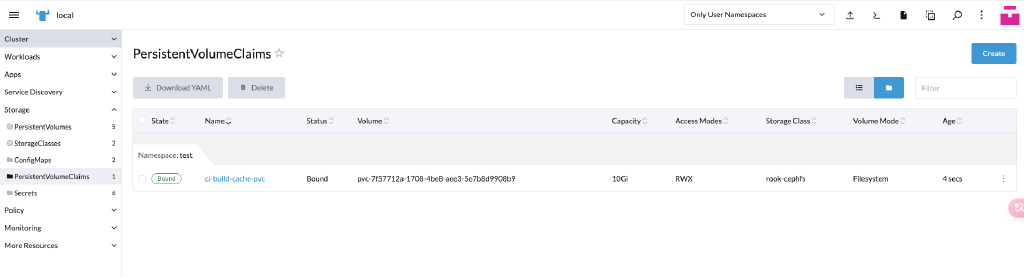 local
Only User Namespaces
Cluster
Workloads
Apps
Service Discovery
Storage
PersistentVolumes 5
StorageClasses 2
ConfigMaps 2
PersistentVolumeClaims 1
Secrets 6
Policy
Monitoring
More Resources
PersistentVolumeClaims
Create
Download YAML
Delete
Filter
State Name Status Volume Capacity Access Modes Storage Class Volume Mode Age
Namespace: test
Bound ci-build-cache-pvc Bound pvc-7f57712a-1708-4be8-aee3-5e7b8d9908b9 10Gi RWX rook-cephfs Filesystem 4 secs